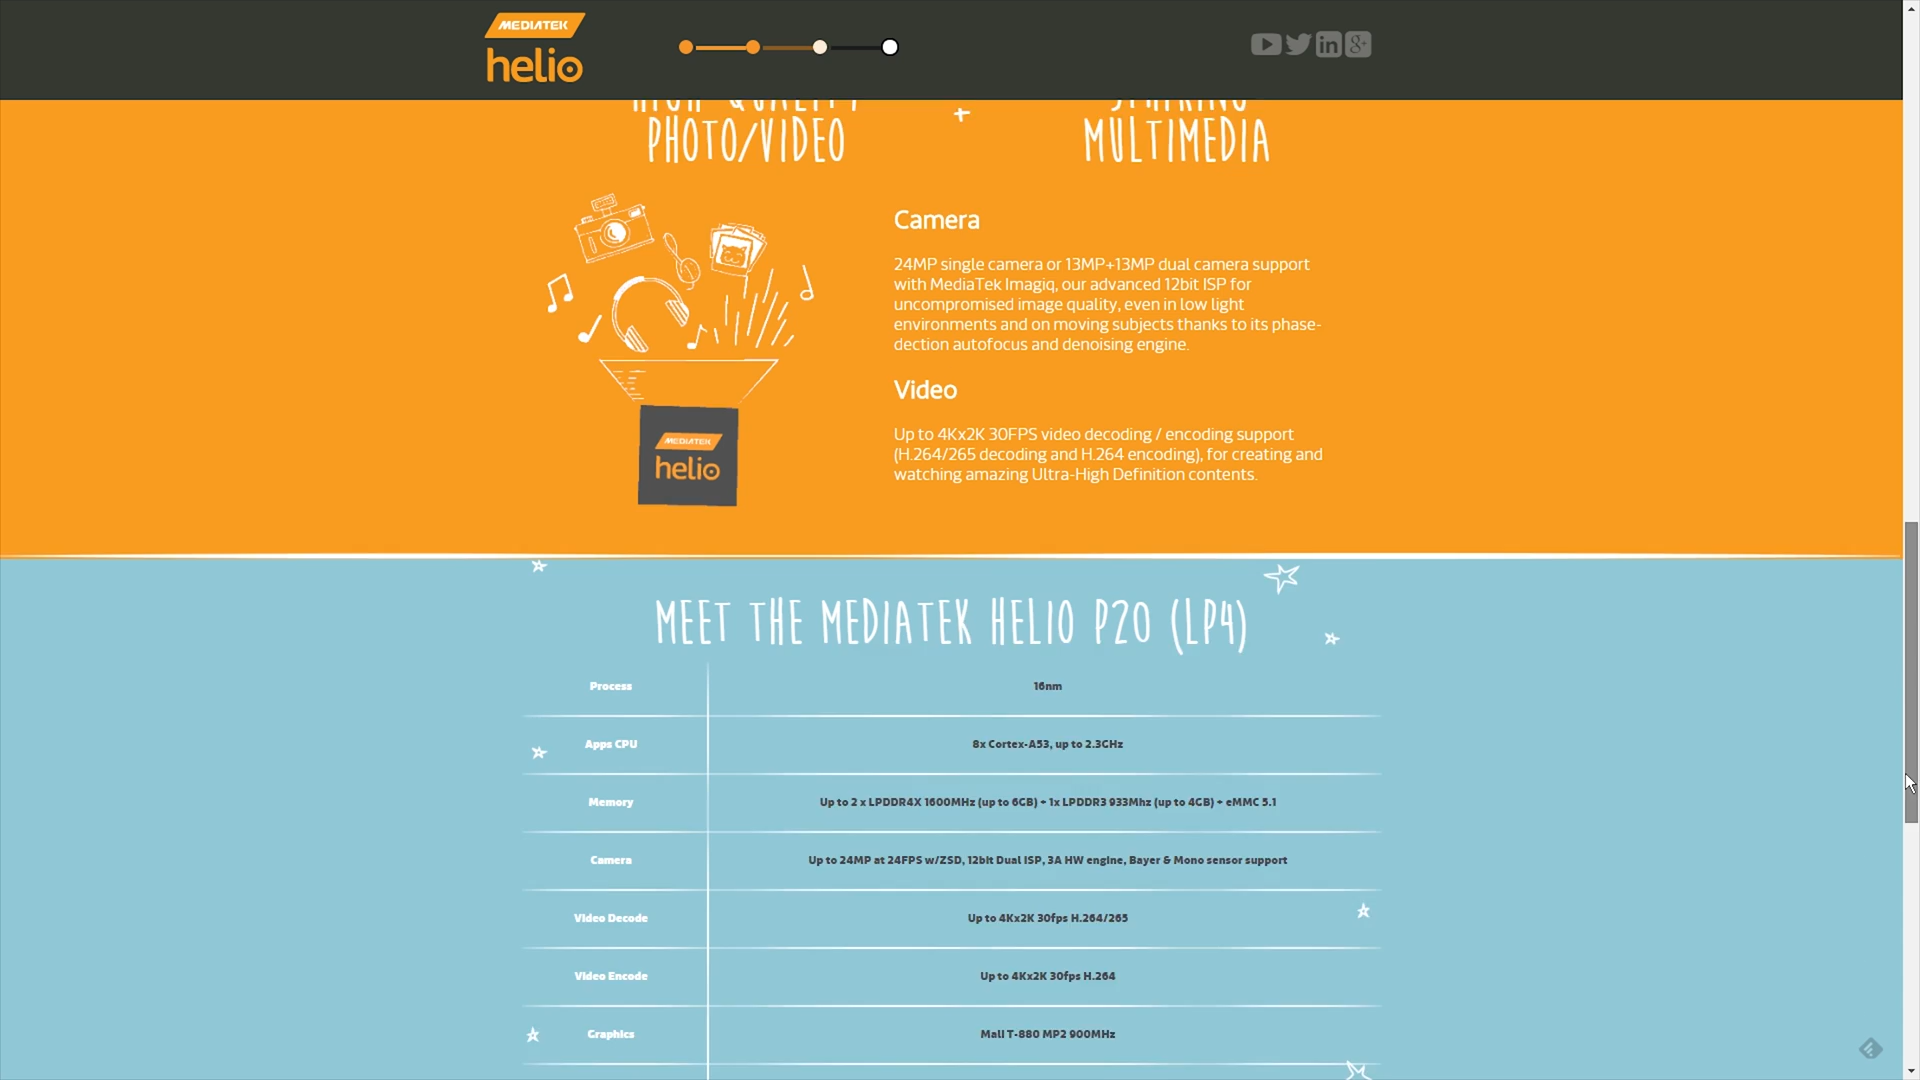 MEDIATEK
helio
HIGH QUALITY
PHOTO/VIDEO
+
SHARING
MULTIMEDIA
Camera
24MP single camera or 13MP+13MP dual camera support
with MediaTek Imagiq, our advanced 12bit ISP for
uncompromised image quality, even in low light
environments and on moving subjects thanks to its phase-
dection autofocus and denoising engine.
Video
Up to 4Kx2K 30FPS video decoding / encoding support
(H.264/265 decoding and H.264 encoding), for creating and
watching amazing Ultra-High Definition contents.
MEDIATEK
helio
MEET THE MEDIATEK HELIO P20 (LP4)
Process 16nm
Apps CPU 8x Cortex-A53, up to 2.3GHz
Memory Up to 2 x LPDDR4X 1600MHz (up to 6GB) + 1x LPDDR3 933Mhz (up to 4GB) + eMMC 5.1
Camera Up to 24MP at 24FPS w/ZSD, 12bit Dual ISP, 3A HW engine, Bayer & Mono sensor support
Video Decode Up to 4Kx2K 30fps H.264/265
Video Encode Up to 4Kx2K 30fps H.264
Graphics Mali T-880 MP2 900MHz